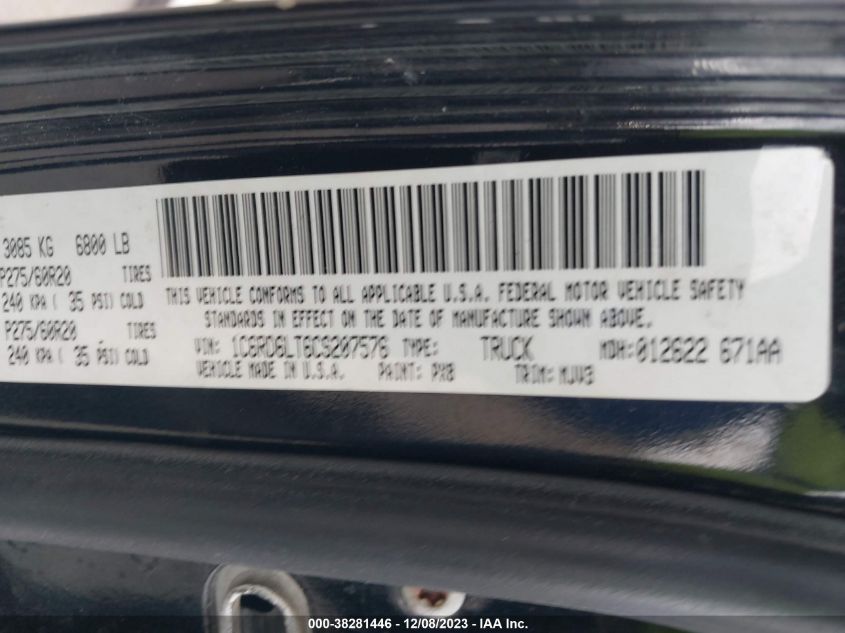 3085 KG 6800 LB
P275/60R20 TIRES
240 KPA ( 35 PSI) COLD
P275/60R20 TIRES
240 KPA ( 35 PSI) COLD
THIS VEHICLE CONFORMS TO ALL APPLICABLE U.S.A. FEDERAL MOTOR VEHICLE SAFETY
STANDARDS IN EFFECT ON THE DATE OF MANUFACTURE SHOWN ABOVE.
VIN: 1C6RD6LT6CS207576 TYPE: TRUCK MDH:012622 671AA
VEHICLE MADE IN U.S.A. PAINT: PX8 TRIM: MJV3
000-38281446 - 12/08/2023 - IAA Inc.